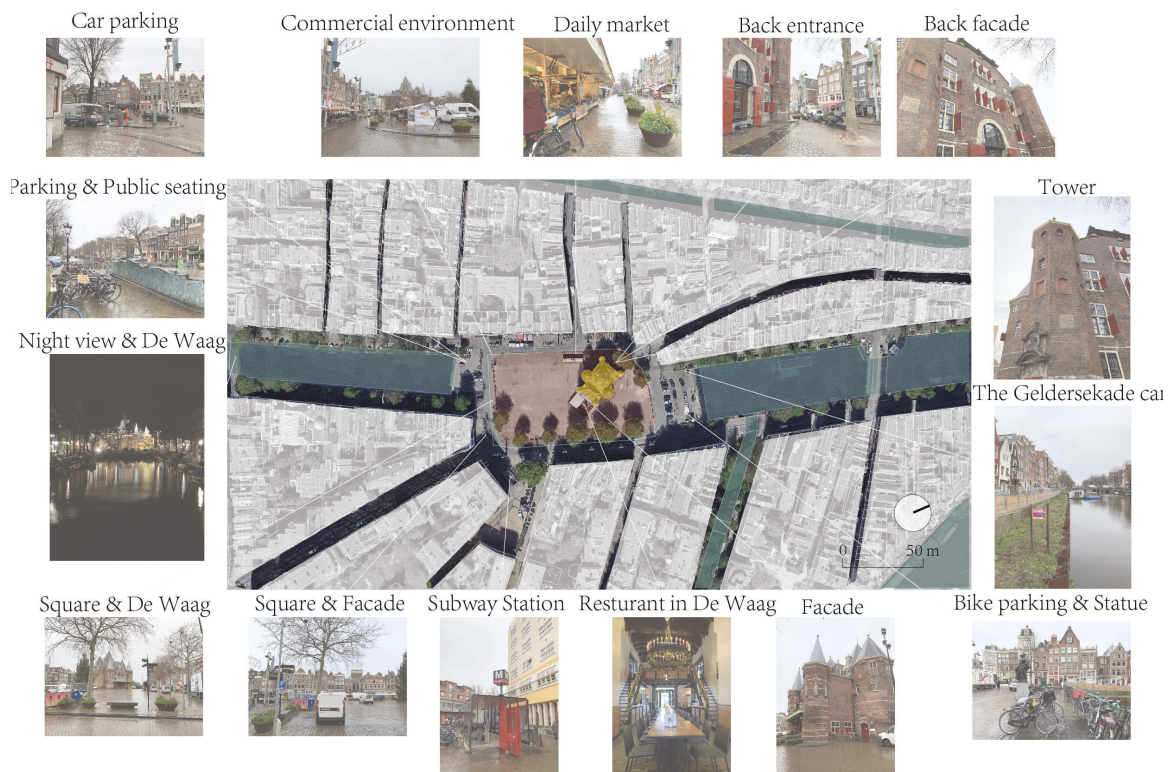 Car parking
Commercial environment
Daily market
Back entrance
Back facade
Parking & Public seating
Tower
Night view & De Waag
The Geldersekade car
0 50 m
Square & De Waag
Square & Facade
Subway Station
Resturant in De Waag
Facade
Bike parking & Statue
M